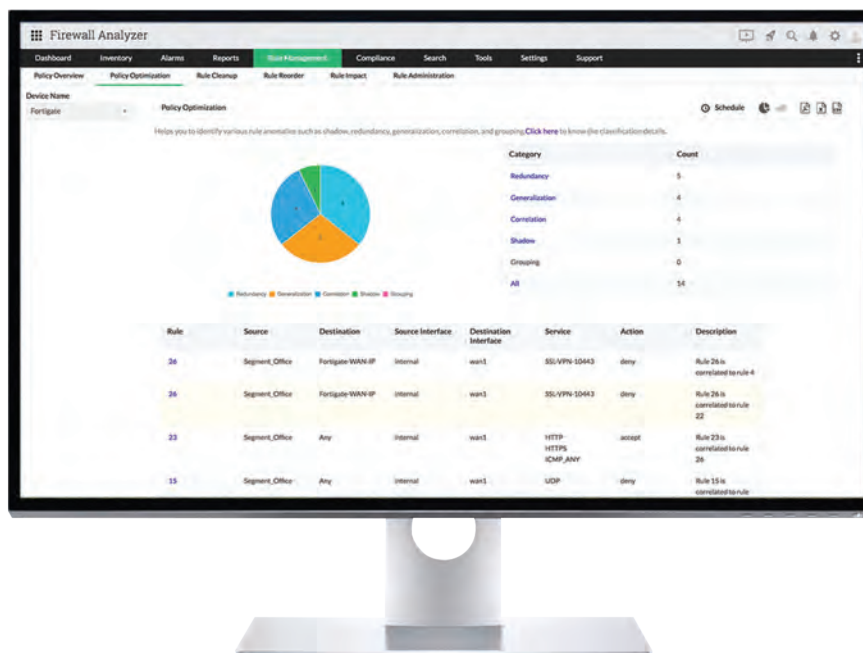 Firewall Analyzer
Dashboard Inventory Alarms Reports Rule Management Compliance Search Tools Settings Support
Policy Overview Policy Optimization Rule Cleanup Rule Reorder Rule Impact Rule Administration
Device Name
Fortigate
Policy Optimization
Schedule
Helps you to identify various rule anomalies such as shadow, redundancy, generalization, correlation, and grouping. Click here to know the classification details.
Category Count
Redundancy 5
Generalization 4
Correlation 4
Shadow 1
Grouping 0
All 14
Redundancy Generalization Correlation Shadow Grouping
Rule Source Destination Source Interface Destination Interface Service Action Description
26 Segment_Office Fortigate-WAN-IP internal wan1 SSL-VPN-10443 deny Rule 26 is
correlated to rule 4
26 Segment_Office Fortigate-WAN-IP internal wan1 SSL-VPN-10443 deny Rule 26 is
correlated to rule
22
23 Segment_Office Any internal wan1 HTTP accept Rule 23 is
HTTPS correlated to rule
ICMP_ANY 26
15 Segment_Office Any internal wan1 UDP deny Rule 15 is
correlated to rule